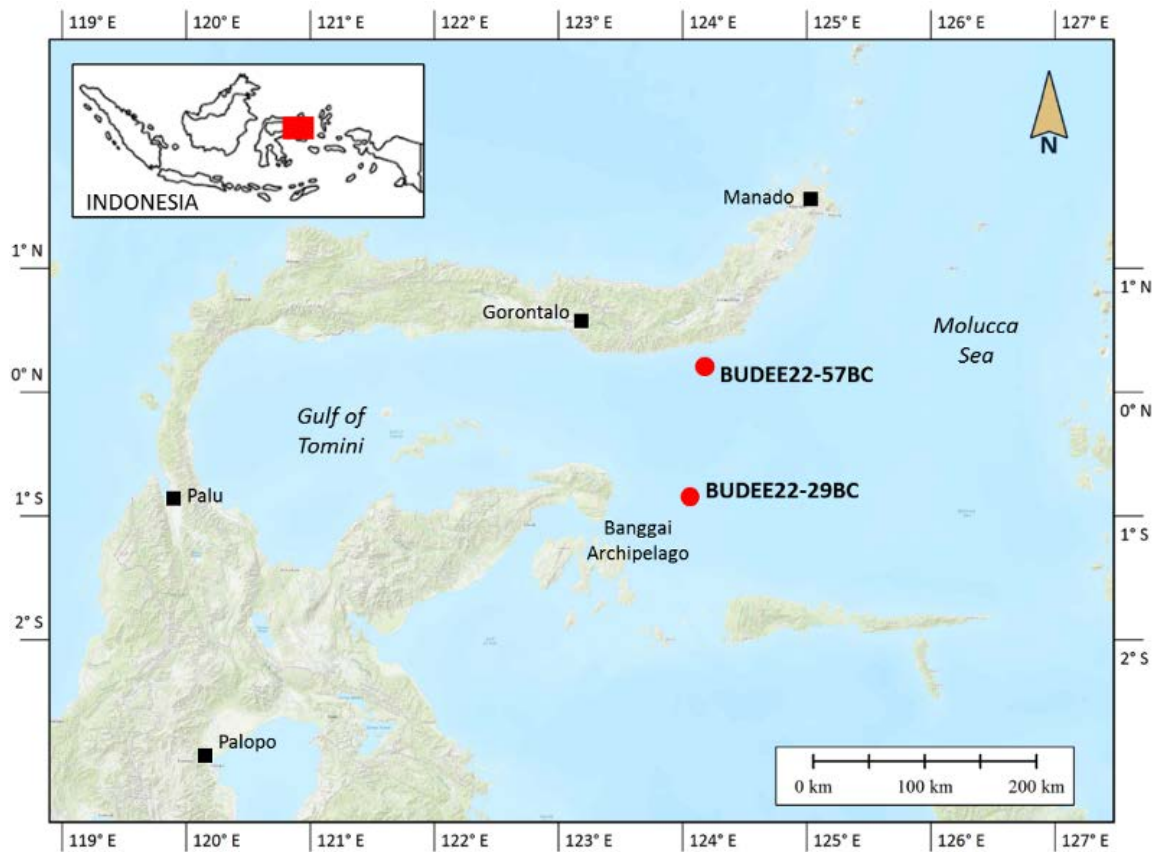 119° E 120° E 121° E 122° E 123° E 124° E 125° E 126° E 127° E
INDONESIA
N
Manado
1° N
1° N
Gorontalo
Molucca
Sea
BUDEE22-57BC
0° N
0° N
Gulf of
Tomini
Palu
BUDEE22-29BC
1° S
1° S
Banggai
Archipelago
2° S
2° S
Palopo
0 km 100 km 200 km
119° E 120° E 121° E 122° E 123° E 124° E 125° E 126° E 127° E